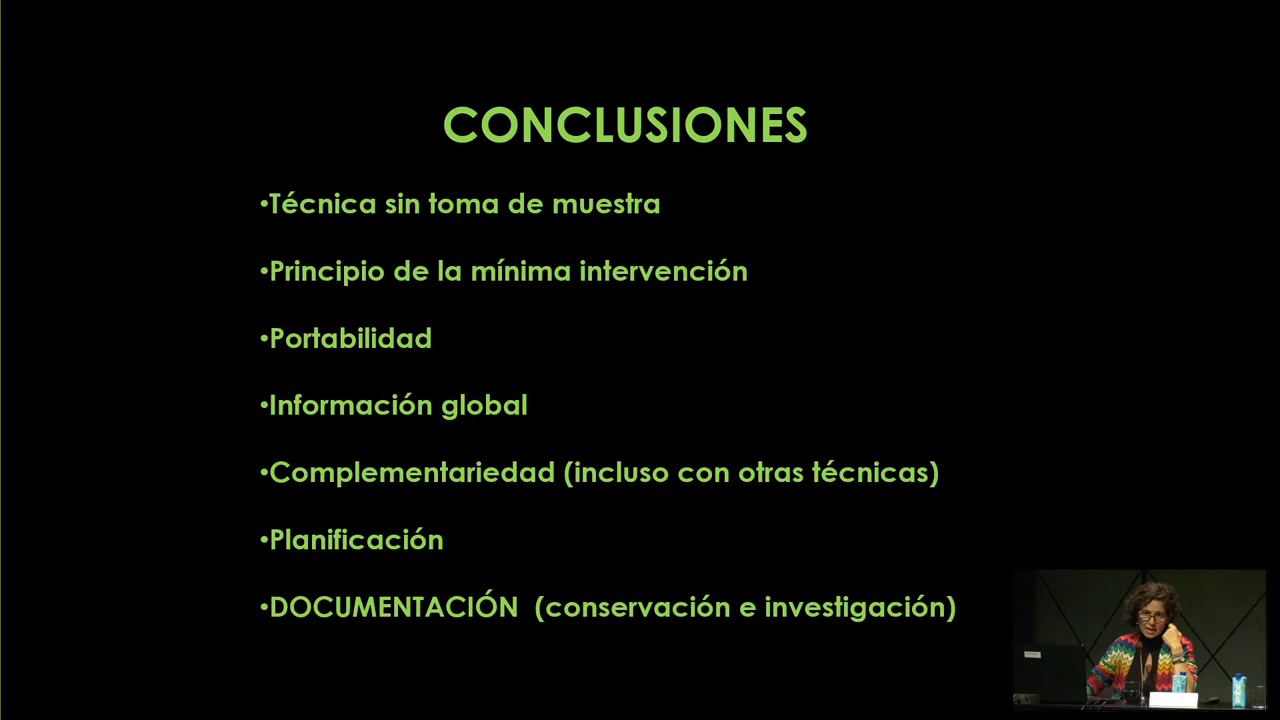 CONCLUSIONES
•Técnica sin toma de muestra
•Principio de la mínima intervención
•Portabilidad
•Información global
•Complementariedad (incluso con otras técnicas)
•Planificación
•DOCUMENTACIÓN  (conservación e investigación)